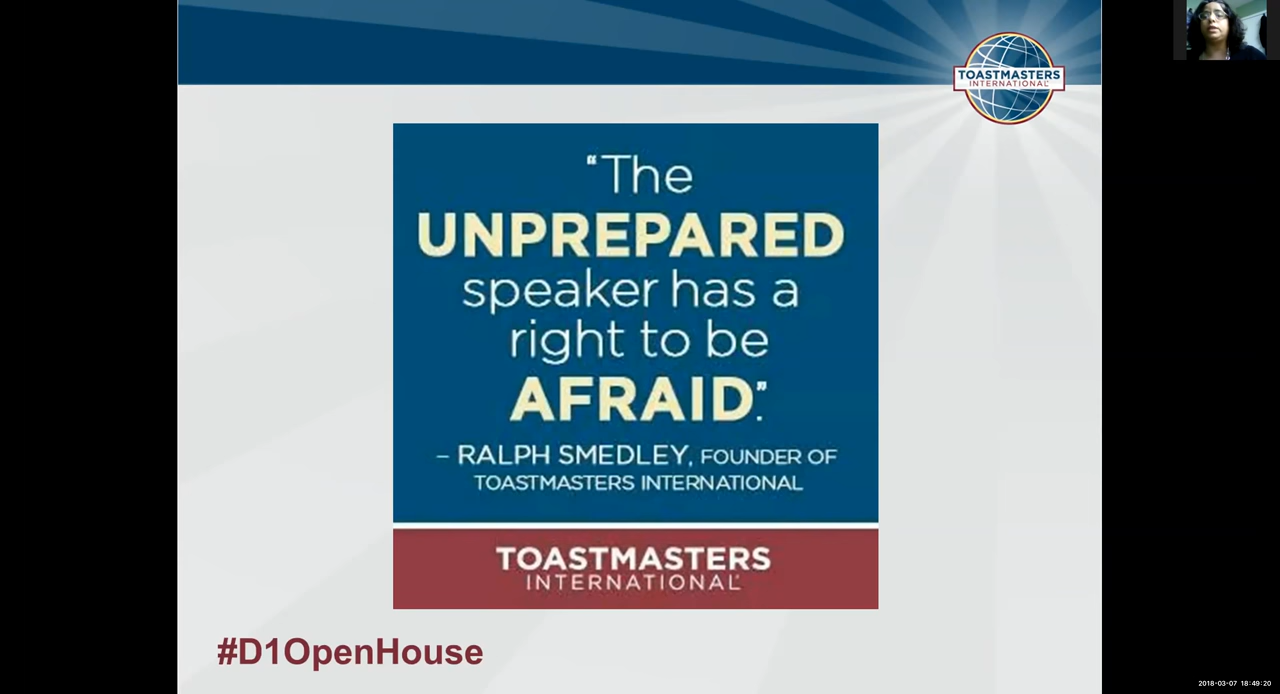 TOASTMASTERS
INTERNATIONAL
“The
UNPREPARED
speaker has a
right to be
AFRAID”.
– RALPH SMEDLEY, FOUNDER OF
TOASTMASTERS INTERNATIONAL
TOASTMASTERS
INTERNATIONAL
#D1OpenHouse
2018-03-07 18:49:20